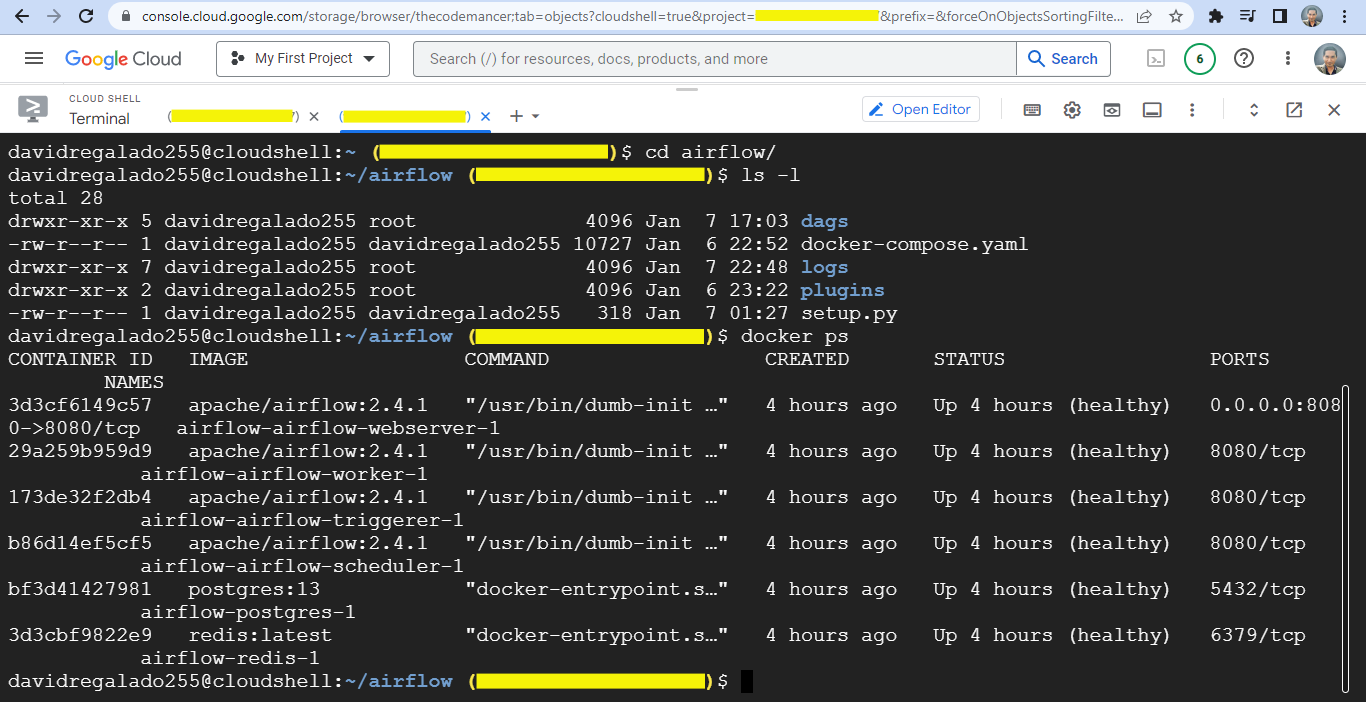 console.cloud.google.com/storage/browser/thecodemancer;tab=objects?cloudshell=true&project= &prefix=&forceOnObjectsSortingFilte...
Google Cloud
My First Project
Search (/) for resources, docs, products, and more
Search
6
CLOUD SHELL
Terminal
( )
( )
Open Editor
davidregalado255@cloudshell:~ ( )$ cd airflow/
davidregalado255@cloudshell:~/airflow ( )$ ls -l
total 28
drwxr-xr-x 5 davidregalado255 root 4096 Jan 7 17:03 dags
-rw-r--r-- 1 davidregalado255 davidregalado255 10727 Jan 6 22:52 docker-compose.yaml
drwxr-xr-x 7 davidregalado255 root 4096 Jan 7 22:48 logs
drwxr-xr-x 2 davidregalado255 root 4096 Jan 6 23:22 plugins
-rw-r--r-- 1 davidregalado255 davidregalado255 318 Jan 7 01:27 setup.py
davidregalado255@cloudshell:~/airflow ( )$ docker ps
CONTAINER ID IMAGE COMMAND CREATED STATUS PORTS
NAMES
3d3cf6149c57 apache/airflow:2.4.1 "/usr/bin/dumb-init …" 4 hours ago Up 4 hours (healthy) 0.0.0.0:808
0->8080/tcp airflow-airflow-webserver-1
29a259b959d9 apache/airflow:2.4.1 "/usr/bin/dumb-init …" 4 hours ago Up 4 hours (healthy) 8080/tcp
airflow-airflow-worker-1
173de32f2db4 apache/airflow:2.4.1 "/usr/bin/dumb-init …" 4 hours ago Up 4 hours (healthy) 8080/tcp
airflow-airflow-triggerer-1
b86d14ef5cf5 apache/airflow:2.4.1 "/usr/bin/dumb-init …" 4 hours ago Up 4 hours (healthy) 8080/tcp
airflow-airflow-scheduler-1
bf3d41427981 postgres:13 "docker-entrypoint.s…" 4 hours ago Up 4 hours (healthy) 5432/tcp
airflow-postgres-1
3d3cbf9822e9 redis:latest "docker-entrypoint.s…" 4 hours ago Up 4 hours (healthy) 6379/tcp
airflow-redis-1
davidregalado255@cloudshell:~/airflow ( )$